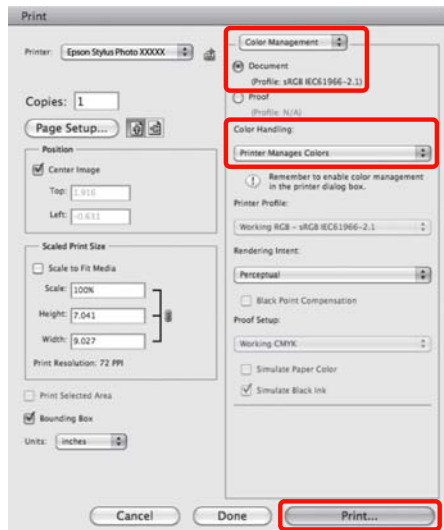 Print
Printer:
Epson Stylus Photo XXXXX
Copies: 1
Page Setup...
Position
Center Image
Top: 1.916
Left: -0.631
Scaled Print Size
Scale to Fit Media
Scale: 100%
Height: 7.041
Width: 9.027
Print Resolution: 72 PPI
Print Selected Area
Bounding Box
Units: inches
Color Management
Document
(Profile: sRGB IEC61966-2.1)
Proof
(Profile: N/A)
Color Handling:
Printer Manages Colors
Remember to enable color management
in the printer dialog box.
Printer Profile:
Working RGB - sRGB IEC61966-2.1
Rendering Intent:
Perceptual
Black Point Compensation
Proof Setup:
Working CMYK
Simulate Paper Color
Simulate Black Ink
Cancel
Done
Print...